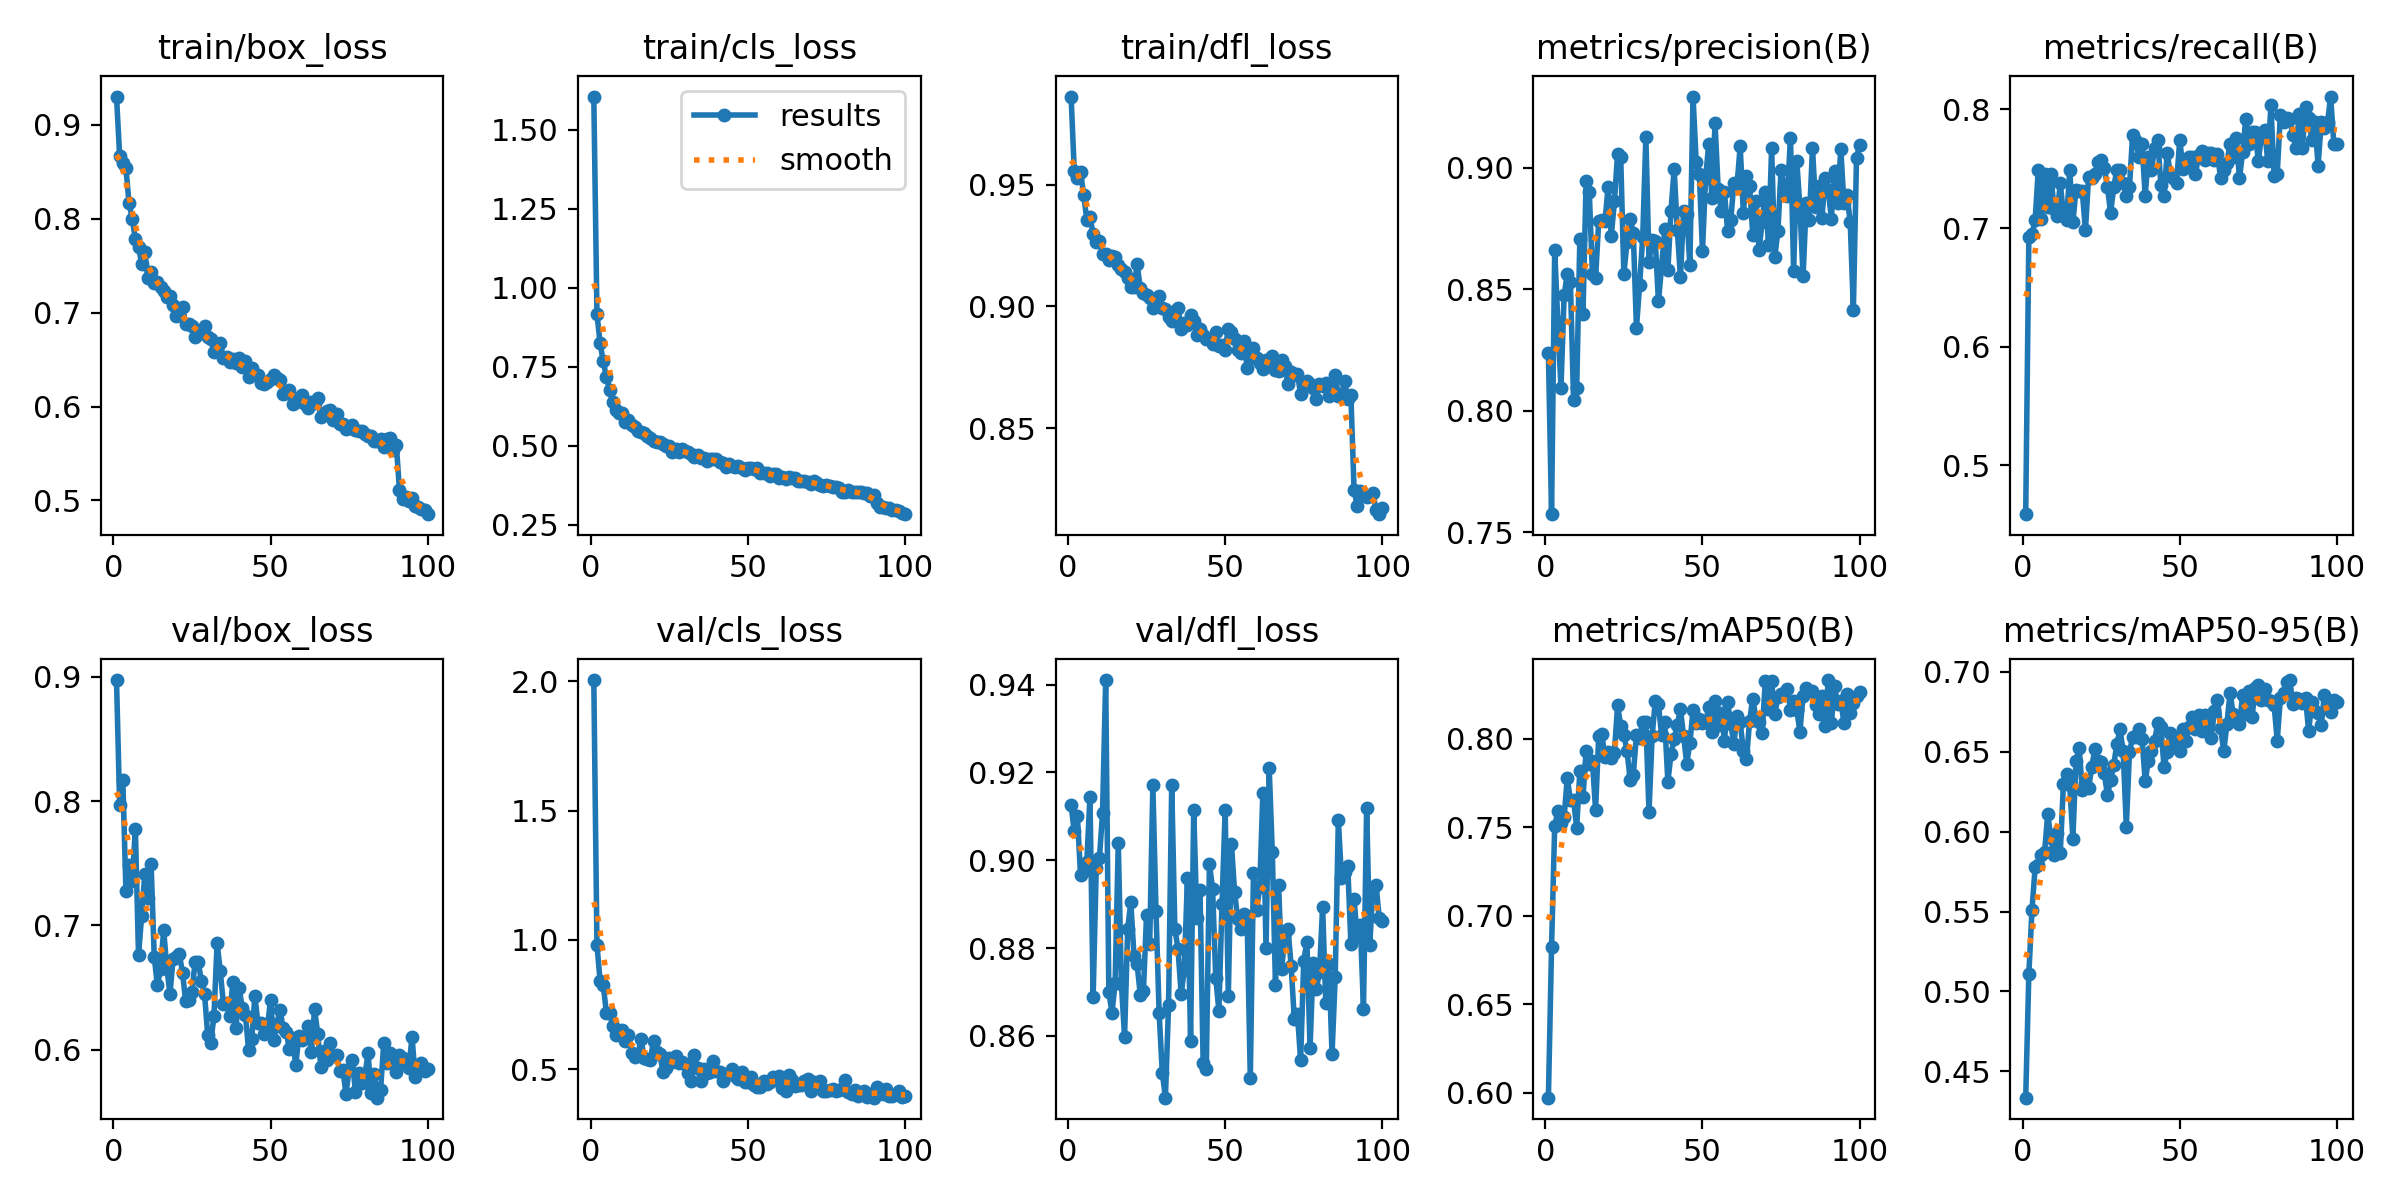 train/box_loss
0.9
0.8
0.7
0.6
0.5
0 50 100
train/cls_loss
results
smooth
1.50
1.25
1.00
0.75
0.50
0.25
0 50 100
train/dfl_loss
0.95
0.90
0.85
0 50 100
metrics/precision(B)
0.90
0.85
0.80
0.75
0 50 100
metrics/recall(B)
0.8
0.7
0.6
0.5
0 50 100
val/box_loss
0.9
0.8
0.7
0.6
0 50 100
val/cls_loss
2.0
1.5
1.0
0.5
0 50 100
val/dfl_loss
0.94
0.92
0.90
0.88
0.86
0 50 100
metrics/mAP50(B)
0.80
0.75
0.70
0.65
0.60
0 50 100
metrics/mAP50-95(B)
0.70
0.65
0.60
0.55
0.50
0.45
0 50 100